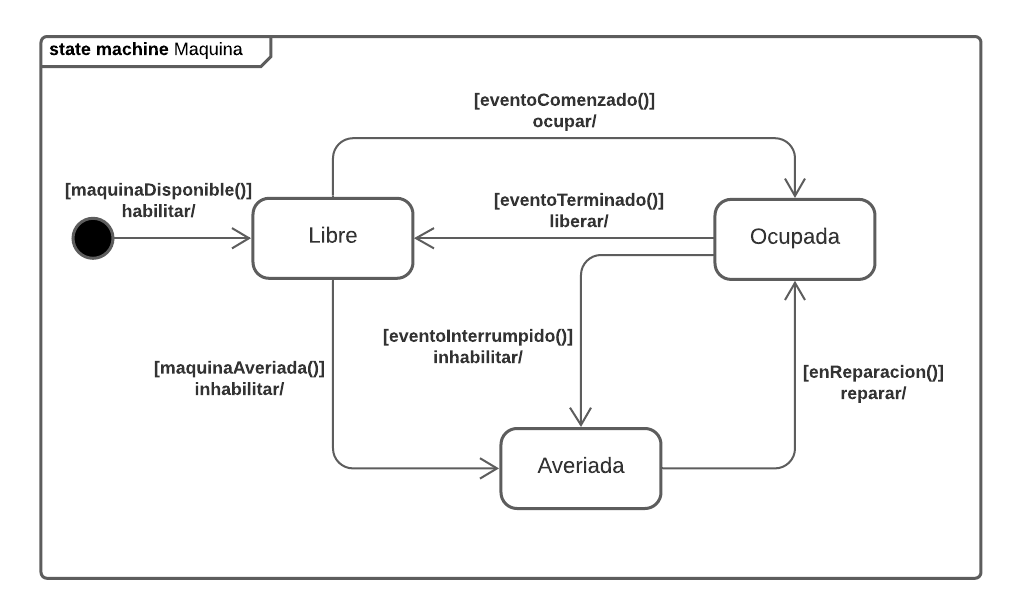 state machine Maquina
[eventoComenzado()]
ocupar/
[maquinaDisponible()]
habilitar/
[eventoTerminado()]
liberar/
Libre
Ocupada
[eventoInterrumpido()]
inhabilitar/
[maquinaAveriada()]
inhabilitar/
[enReparacion()]
reparar/
Averiada